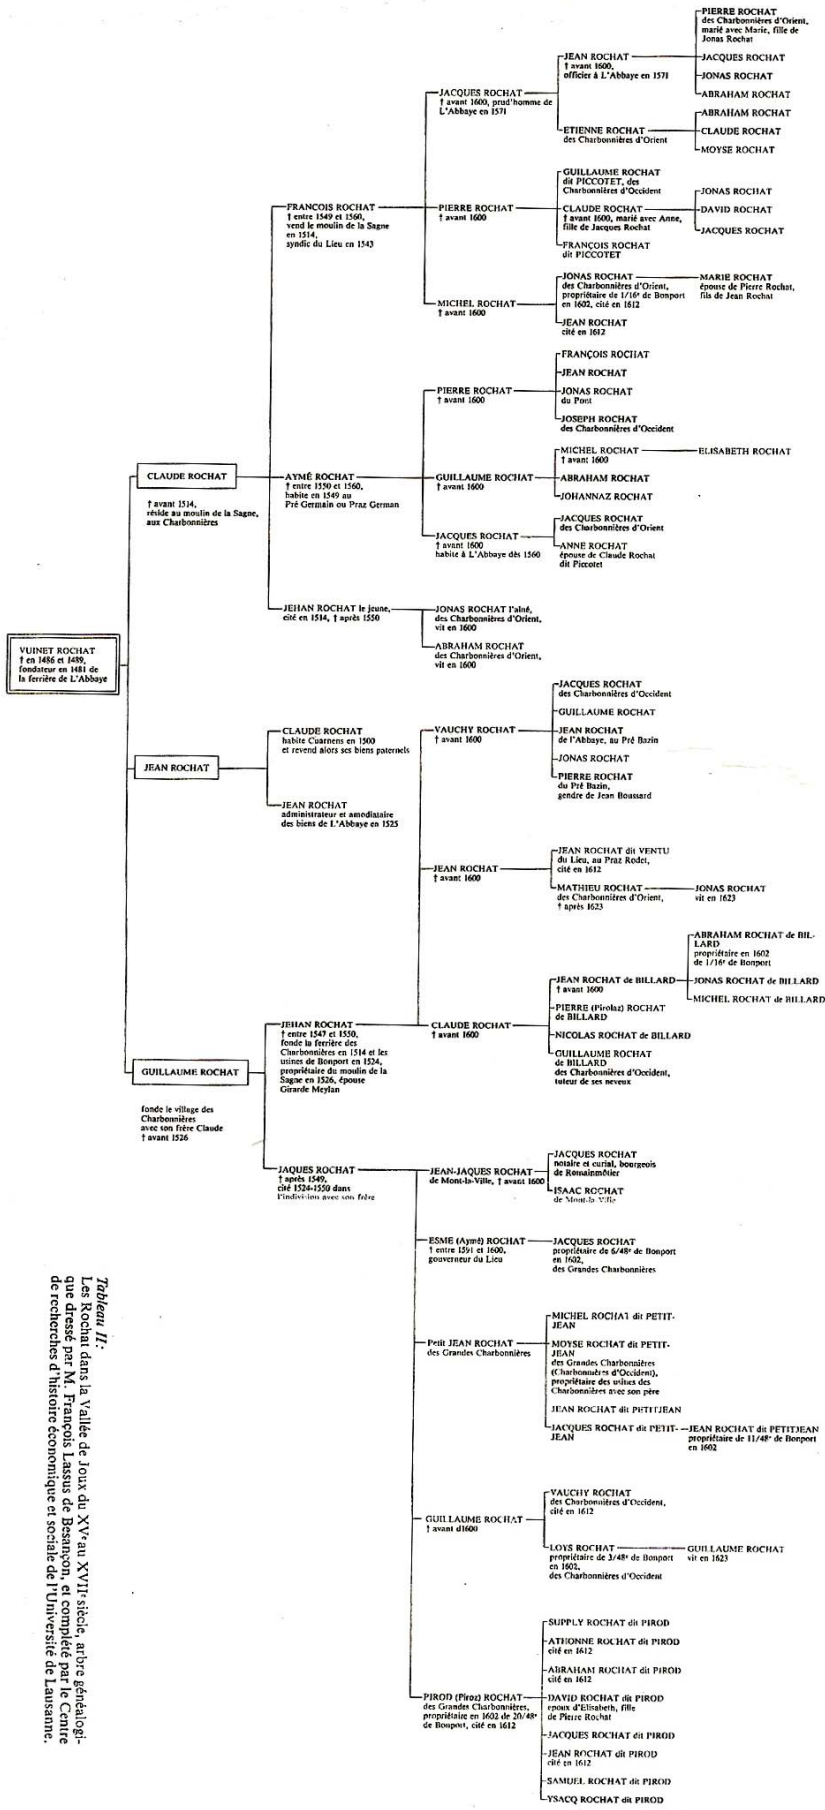 VUINET ROCHAT
† en 1486 et 1489,
fondateur en 1481 de
la ferrière de L'Abbaye
CLAUDE ROCHAT
† avant 1514,
réside au moulin de la Sagne,
aux Charbonnières
FRANÇOIS ROCHAT
† entre 1549 et 1560,
vend le moulin de la Sagne
en 1514,
syndic du Lieu en 1543
JACQUES ROCHAT
† avant 1600, prud'homme de
L'Abbaye en 1571
JEAN ROCHAT
† avant 1600,
officier à L'Abbaye en 1571
PIERRE ROCHAT
des Charbonnières d'Orient,
marié avec Marie, fille de
Jonas Rochat
JACQUES ROCHAT
JONAS ROCHAT
ABRAHAM ROCHAT
ETIENNE ROCHAT
des Charbonnières d'Orient
ABRAHAM ROCHAT
CLAUDE ROCHAT
MOYSE ROCHAT
PIERRE ROCHAT
† avant 1600
GUILLAUME ROCHAT
dit PICCOTET, des
Charbonnières d'Occident
CLAUDE ROCHAT
† avant 1600, marié avec Anne,
fille de Jacques Rochat
JONAS ROCHAT
DAVID ROCHAT
JACQUES ROCHAT
FRANÇOIS ROCHAT
dit PICCOTET
MICHEL ROCHAT
† avant 1600
JONAS ROCHAT
des Charbonnières d'Orient,
propriétaire de 1/16e de Bonport
en 1602, cité en 1612
MARIE ROCHAT
épouse de Pierre Rochat,
fils de Jean Rochat
JEAN ROCHAT
cité en 1612
AYMÉ ROCHAT
† entre 1550 et 1560,
habite en 1549 au
Pré Germain ou Praz German
PIERRE ROCHAT
† avant 1600
FRANÇOIS ROCHAT
JEAN ROCHAT
JONAS ROCHAT
du Pont
JOSEPH ROCHAT
des Charbonnières d'Occident
GUILLAUME ROCHAT
† avant 1600
MICHEL ROCHAT
† avant 1600
ELISABETH ROCHAT
ABRAHAM ROCHAT
JOHANNAZ ROCHAT
JACQUES ROCHAT
† avant 1600
habite à L'Abbaye dès 1560
JACQUES ROCHAT
des Charbonnières d'Orient
ANNE ROCHAT
épouse de Claude Rochat
dit Piccotet
JEHAN ROCHAT le jeune,
cité en 1514, † après 1550
JONAS ROCHAT l'aîné,
des Charbonnières d'Orient,
vit en 1600
ABRAHAM ROCHAT
des Charbonnières d'Orient,
vit en 1600
JEAN ROCHAT
CLAUDE ROCHAT
habite Cuarnens en 1500
et revend alors ses biens paternels
JEAN ROCHAT
administrateur et amodiataire
des biens de L'Abbaye en 1525
GUILLAUME ROCHAT
fonde le village des
Charbonnières
avec son frère Claude
† avant 1526
JEHAN ROCHAT
† entre 1547 et 1550,
fonde la ferrière des
Charbonnières en 1514 et les
usines de Bonport en 1524,
propriétaire du moulin de la
Sagne en 1526, épouse
Girarde Meylan
VAUCHY ROCHAT
† avant 1600
JACQUES ROCHAT
des Charbonnières d'Occident
GUILLAUME ROCHAT
JEAN ROCHAT
de l'Abbaye, au Pré Bazin
JONAS ROCHAT
PIERRE ROCHAT
du Pré Bazin,
gendre de Jean Boussard
JEAN ROCHAT
† avant 1600
JEAN ROCHAT dit VENTU
du Lieu, au Praz Rodet,
cité en 1612
MATHIEU ROCHAT
des Charbonnières d'Orient,
† après 1623
JONAS ROCHAT
vit en 1623
CLAUDE ROCHAT
† avant 1600
JEAN ROCHAT de BILLARD
† avant 1600
ABRAHAM ROCHAT de BIL-
LARD
propriétaire en 1602
de 1/16e de Bonport
JONAS ROCHAT de BILLARD
MICHEL ROCHAT de BILLARD
PIERRE (Pirolaz) ROCHAT
de BILLARD
NICOLAS ROCHAT de BILLARD
GUILLAUME ROCHAT
de BILLARD
des Charbonnières d'Occident,
tuteur de ses neveux
JAQUES ROCHAT
† après 1549,
cité 1524-1550 dans
l'indivision avec son frère
JEAN-JAQUES ROCHAT
de Mont-la-Ville, † avant 1600
JACQUES ROCHAT
notaire et curial, bourgeois
de Romainmôtier
ISAAC ROCHAT
de Mont-la-Ville
ESME (Aymé) ROCHAT
† entre 1591 et 1600,
gouverneur du Lieu
JACQUES ROCHAT
propriétaire de 6/48e de Bonport
en 1602,
des Grandes Charbonnières
Petit JEAN ROCHAT
des Grandes Charbonnières
MICHEL ROCHAT dit PETIT-
JEAN
MOYSE ROCHAT dit PETIT-
JEAN
des Grandes Charbonnières
(Charbonnières d'Occident),
propriétaire des usines des
Charbonnières avec son père
JEAN ROCHAT dit PETITJEAN
JACQUES ROCHAT dit PETIT-
JEAN
JEAN ROCHAT dit PETITJEAN
propriétaire de 11/48e de Bonport
en 1602
GUILLAUME ROCHAT
† avant d1600
VAUCHY ROCHAT
des Charbonnières d'Occident,
cité en 1612
LOYS ROCHAT
propriétaire de 3/48e de Bonport
en 1602,
des Charbonnières d'Occident
GUILLAUME ROCHAT
vit en 1623
PIROD (Piroz) ROCHAT
des Grandes Charbonnières,
propriétaire en 1602 de 20/48e
de Bonport, cité en 1612
SUPPLY ROCHAT dit PIROD
ATHONNE ROCHAT dit PIROD
cité en 1612
ABRAHAM ROCHAT dit PIROD
cité en 1612
DAVID ROCHAT dit PIROD
époux d'Elisabeth, fille
de Pierre Rochat
JACQUES ROCHAT dit PIROD
JEAN ROCHAT dit PIROD
cité en 1612
SAMUEL ROCHAT dit PIROD
YSACQ ROCHAT dit PIROD
Tableau II:
Les Rochat dans la Vallée de Joux du XVe au XVIIe siècle, arbre généalogi-
que dressé par M. François Lassus de Besançon, et complété par le Centre
de recherches d'histoire économique et sociale de l'Université de Lausanne.